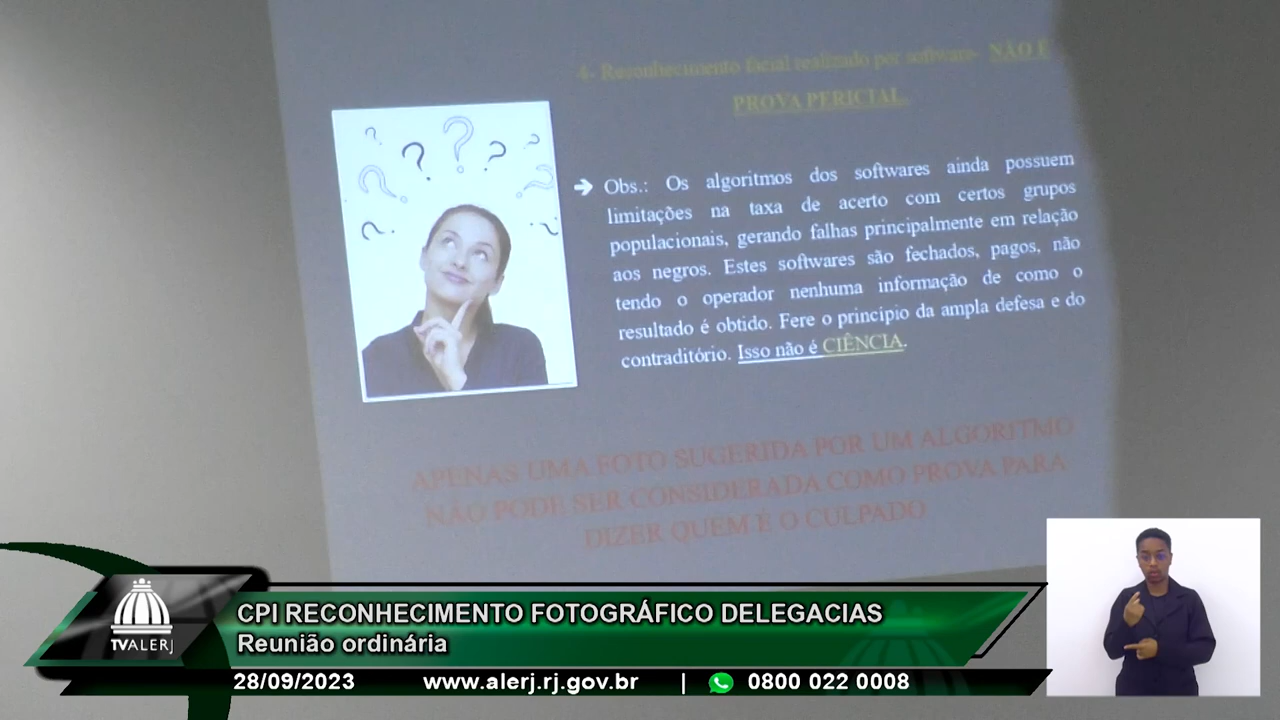 4- Reconhecimento facial realizado por software- NÃO É
PROVA PERICIAL.
➔ Obs.: Os algoritmos dos softwares ainda possuem
limitações na taxa de acerto com certos grupos
populacionais, gerando falhas principalmente em relação
aos negros. Estes softwares são fechados, pagos, não
tendo o operador nenhuma informação de como o
resultado é obtido. Fere o princípio da ampla defesa e do
contraditório. Isso não é CIÊNCIA.
APENAS UMA FOTO SUGERIDA POR UM ALGORITMO
NÃO PODE SER CONSIDERADA COMO PROVA PARA
DIZER QUEM É O CULPADO
CPI RECONHECIMENTO FOTOGRÁFICO DELEGACIAS
Reunião ordinária
TVALERJ
28/09/2023 www.alerj.rj.gov.br | 0800 022 0008